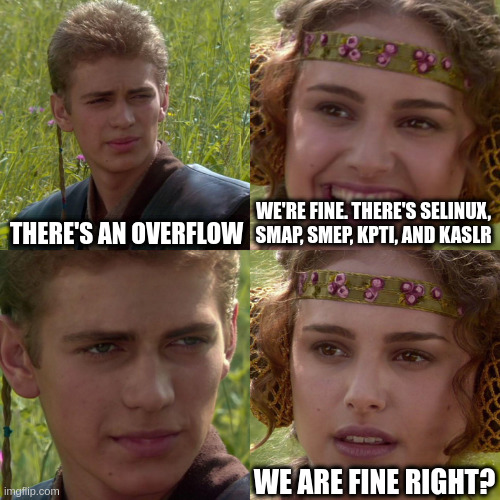 THERE'S AN OVERFLOW
WE'RE FINE. THERE'S SELINUX,
SMAP, SMEP, KPTI, AND KASLR
WE ARE FINE RIGHT?
imgflip.com